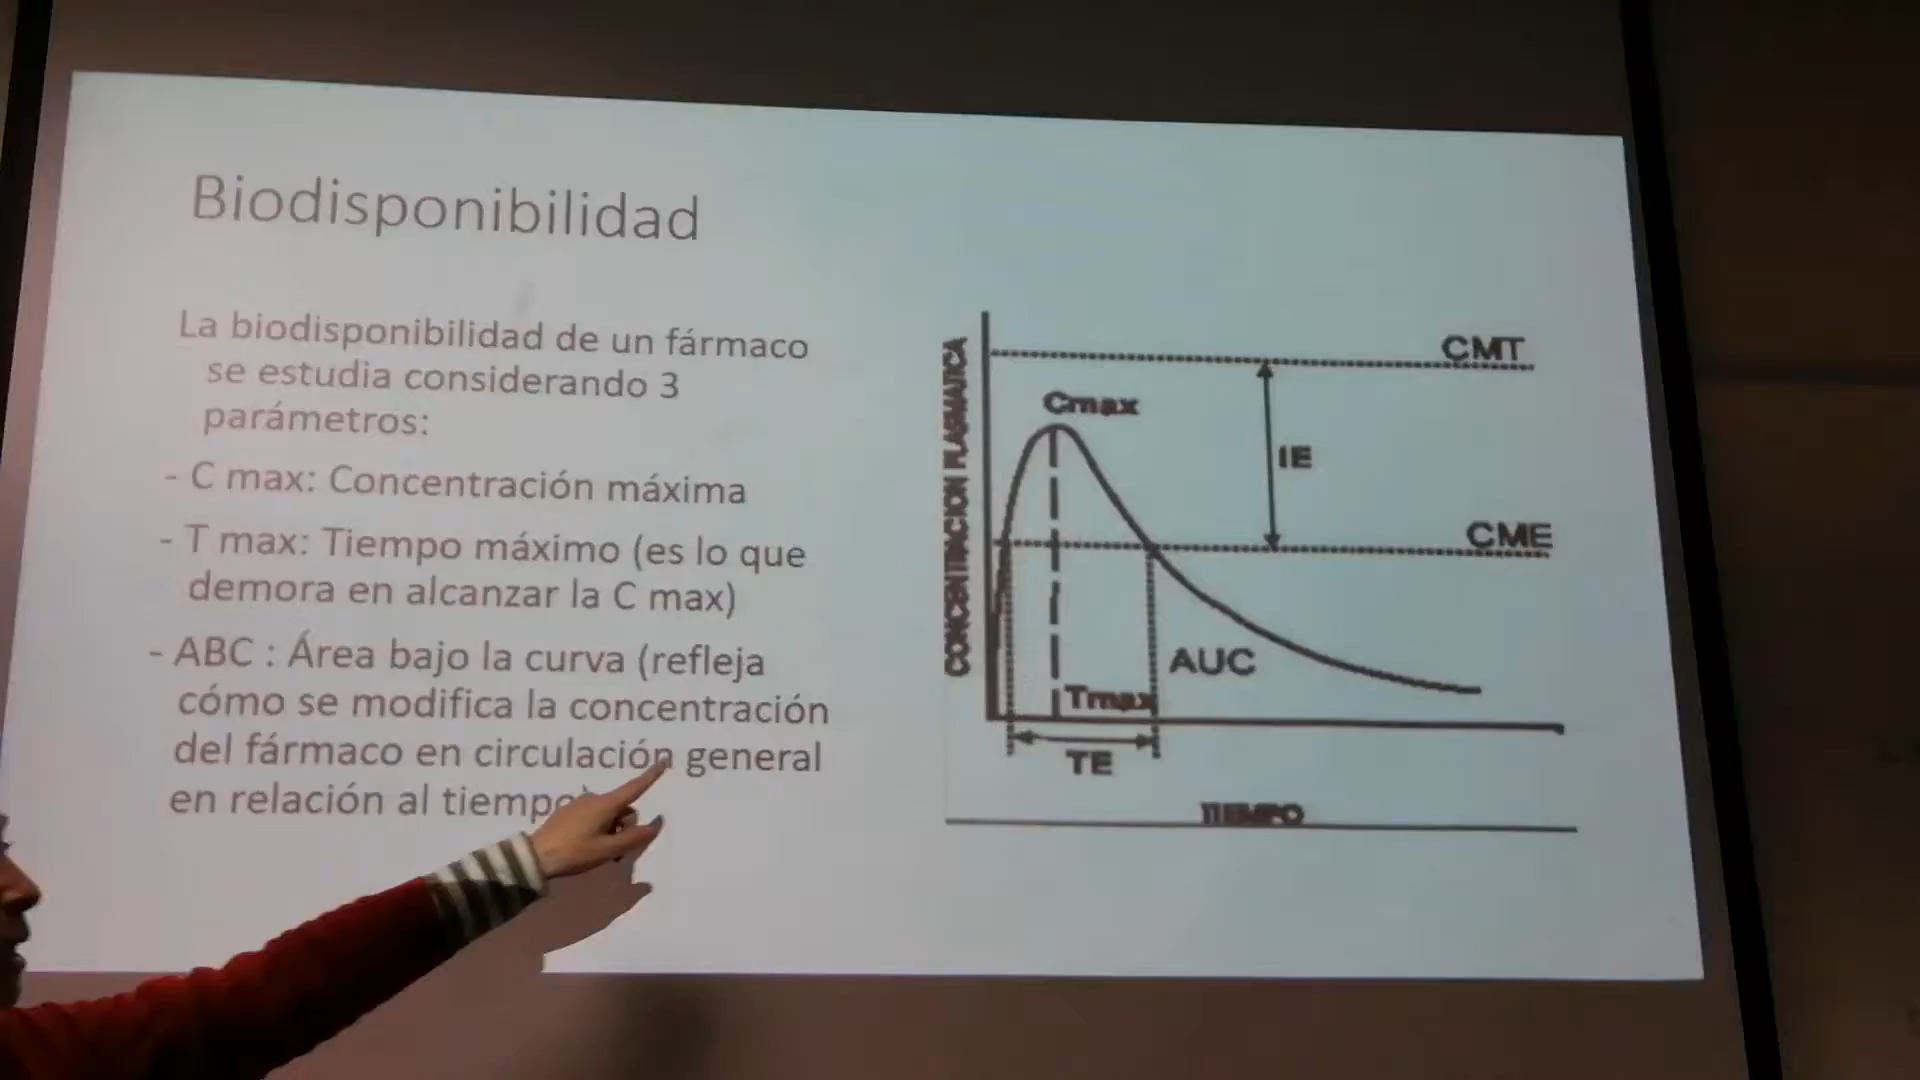 Biodisponibilidad
La biodisponibilidad de un fármaco
se estudia considerando 3
parámetros:
- C max: Concentración máxima
- T max: Tiempo máximo (es lo que
demora en alcanzar la C max)
- ABC : Área bajo la curva (refleja
cómo se modifica la concentración
del fármaco en circulación general
en relación al tiempo
CONCENTRACION PLASMATICA
CMT
Cmax
IE
CME
AUC
Tmax
TE
TIEMPO